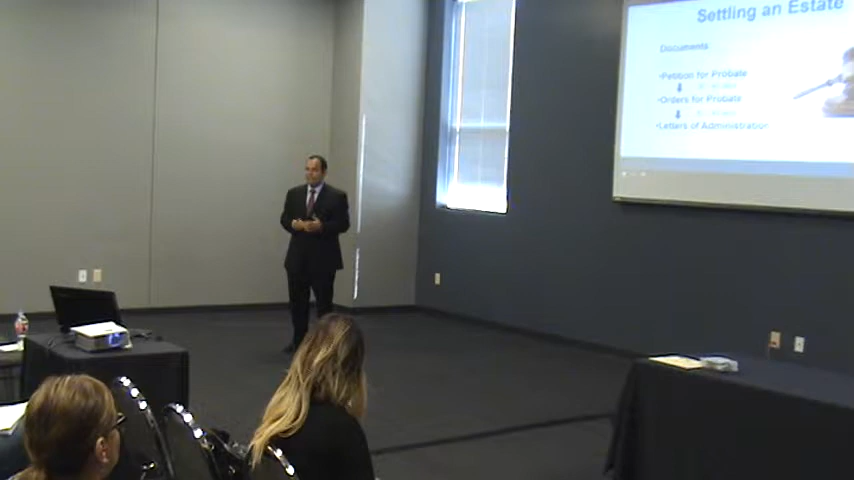 Settling an Estate
Documents
•Petition for Probate
•Orders for Probate
•Letters of Administration